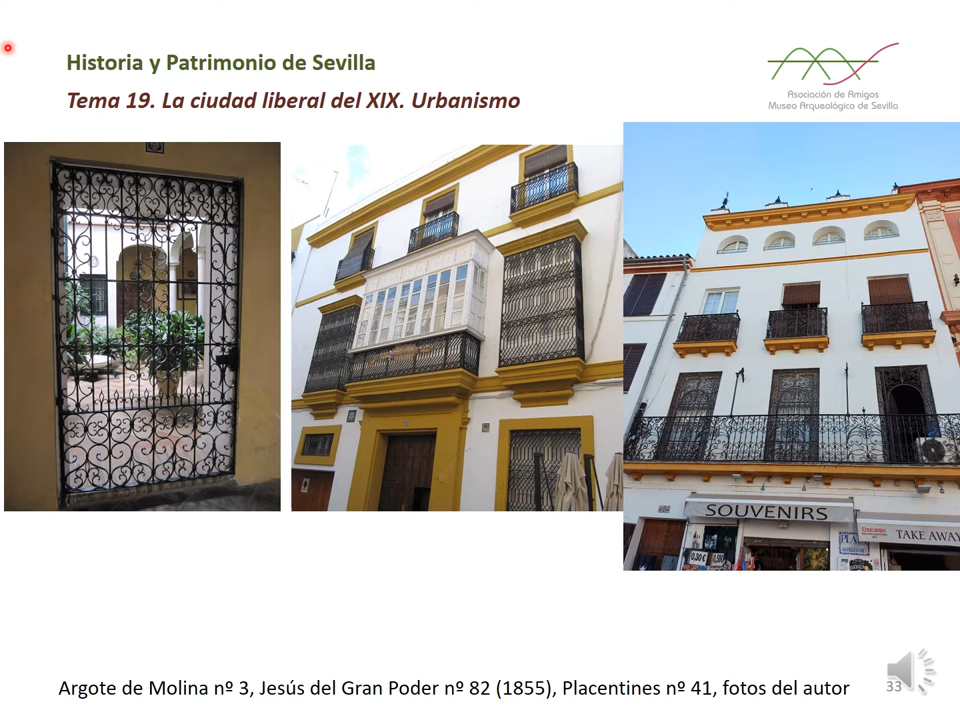 Historia y Patrimonio de Sevilla
Tema 19. La ciudad liberal del XIX. Urbanismo
Asociación de Amigos
Museo Arqueológico de Sevilla
SOUVENIRS
TAKE AWAY
Argote de Molina nº 3, Jesús del Gran Poder nº 82 (1855), Placentines nº 41, fotos del autor
33